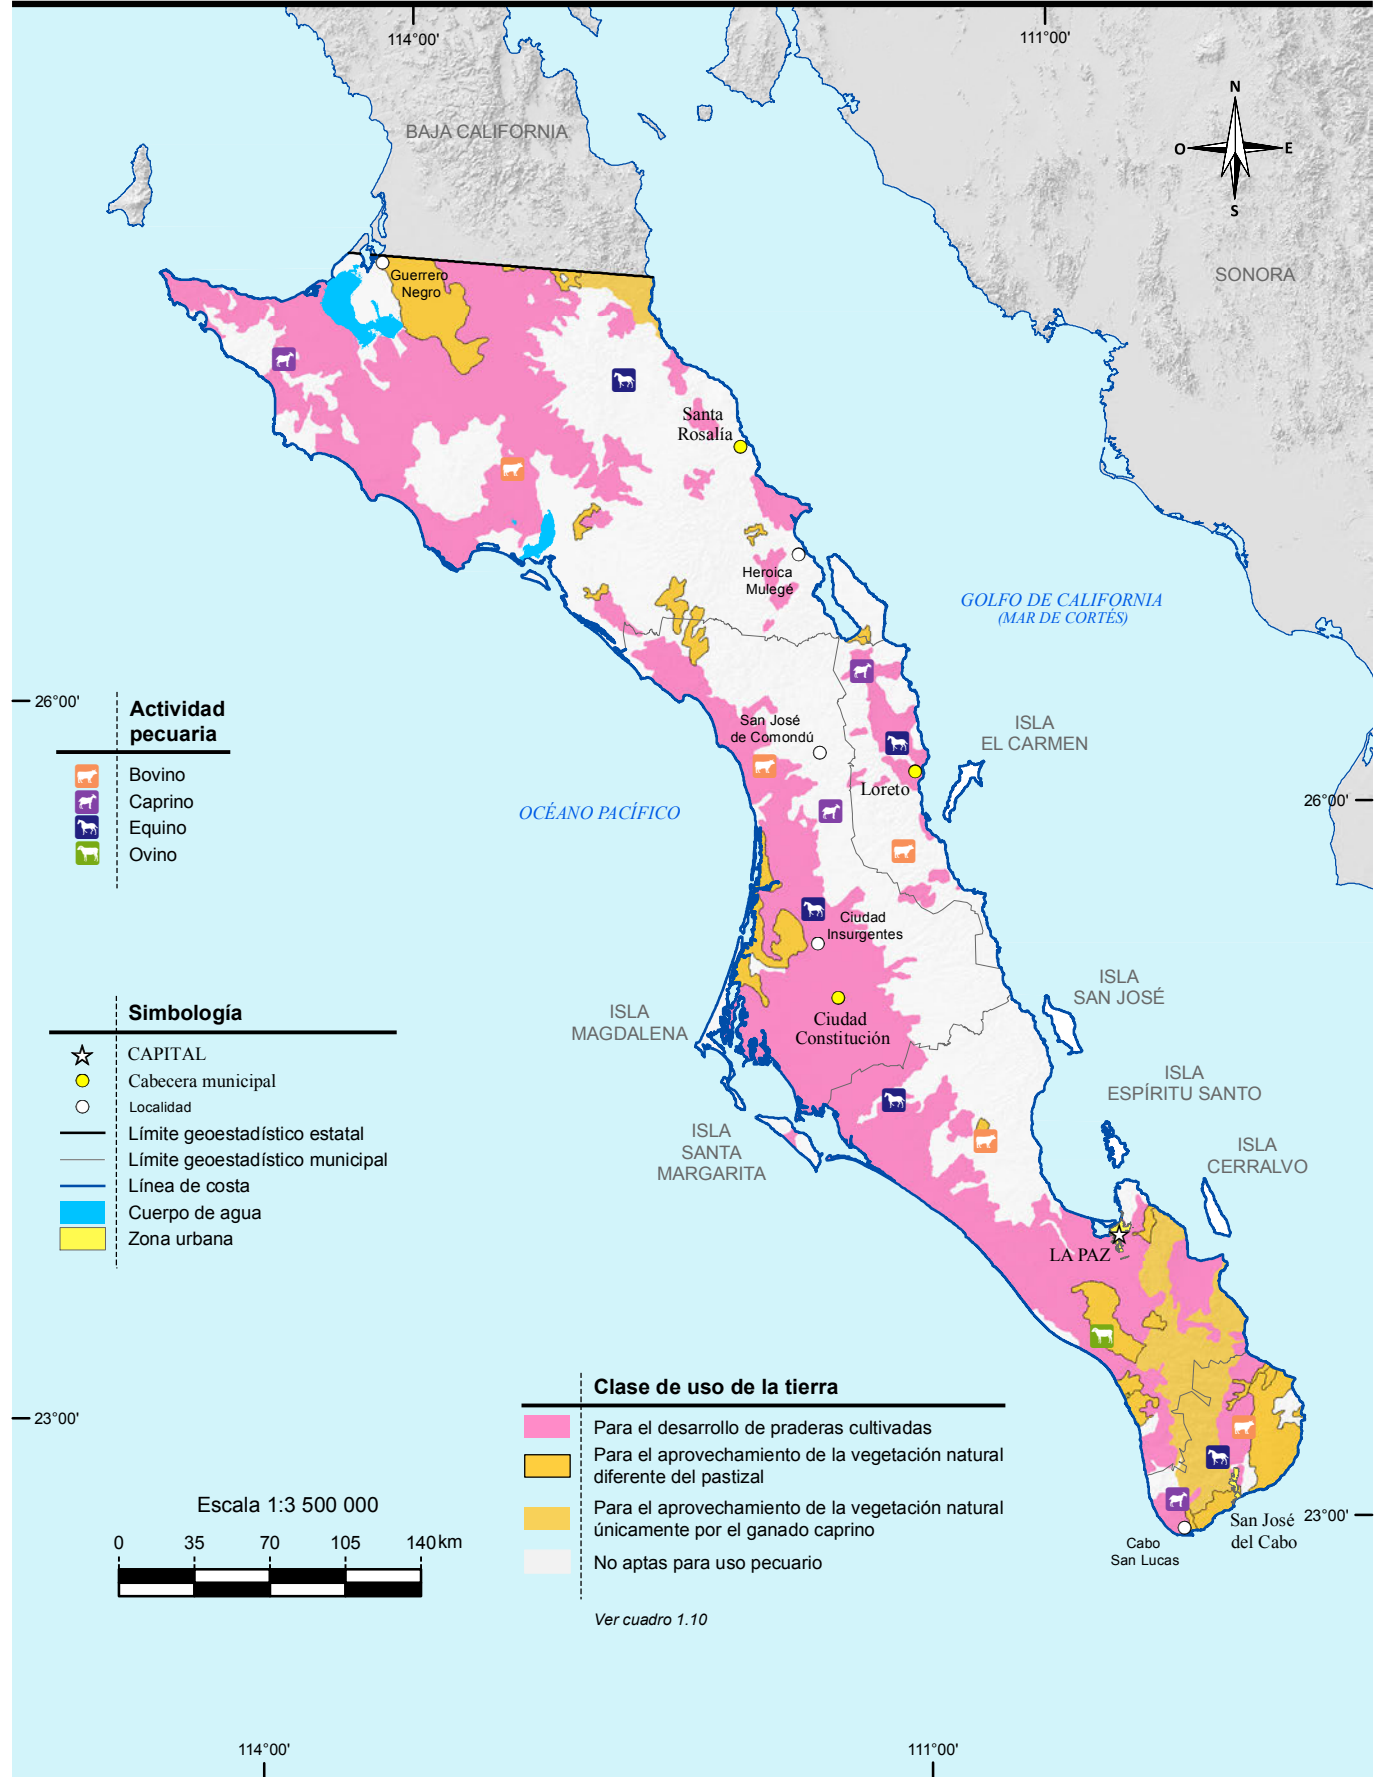 114°00'
111°00'
BAJA CALIFORNIA
N
O
E
S
SONORA
Guerrero
Negro
Santa
Rosalía
Heroica
Mulegé
GOLFO DE CALIFORNIA
(MAR DE CORTÉS)
26°00'
Actividad
pecuaria
Bovino
Caprino
Equino
Ovino
San José
de Comondú
ISLA
EL CARMEN
Loreto
OCÉANO PACÍFICO
26°00'
Ciudad
Insurgentes
ISLA
SAN JOSÉ
ISLA
MAGDALENA
Ciudad
Constitución
Simbología
CAPITAL
Cabecera municipal
Localidad
Límite geoestadístico estatal
Límite geoestadístico municipal
Línea de costa
Cuerpo de agua
Zona urbana
ISLA
ESPÍRITU SANTO
ISLA
SANTA
MARGARITA
ISLA
CERRALVO
LA PAZ
23°00'
Clase de uso de la tierra
Para el desarrollo de praderas cultivadas
Para el aprovechamiento de la vegetación natural
diferente del pastizal
Para el aprovechamiento de la vegetación natural
únicamente por el ganado caprino
No aptas para uso pecuario
Ver cuadro 1.10
Escala 1:3 500 000
0 35 70 105 140 km
San José
del Cabo
23°00'
Cabo
San Lucas
114°00'
111°00'